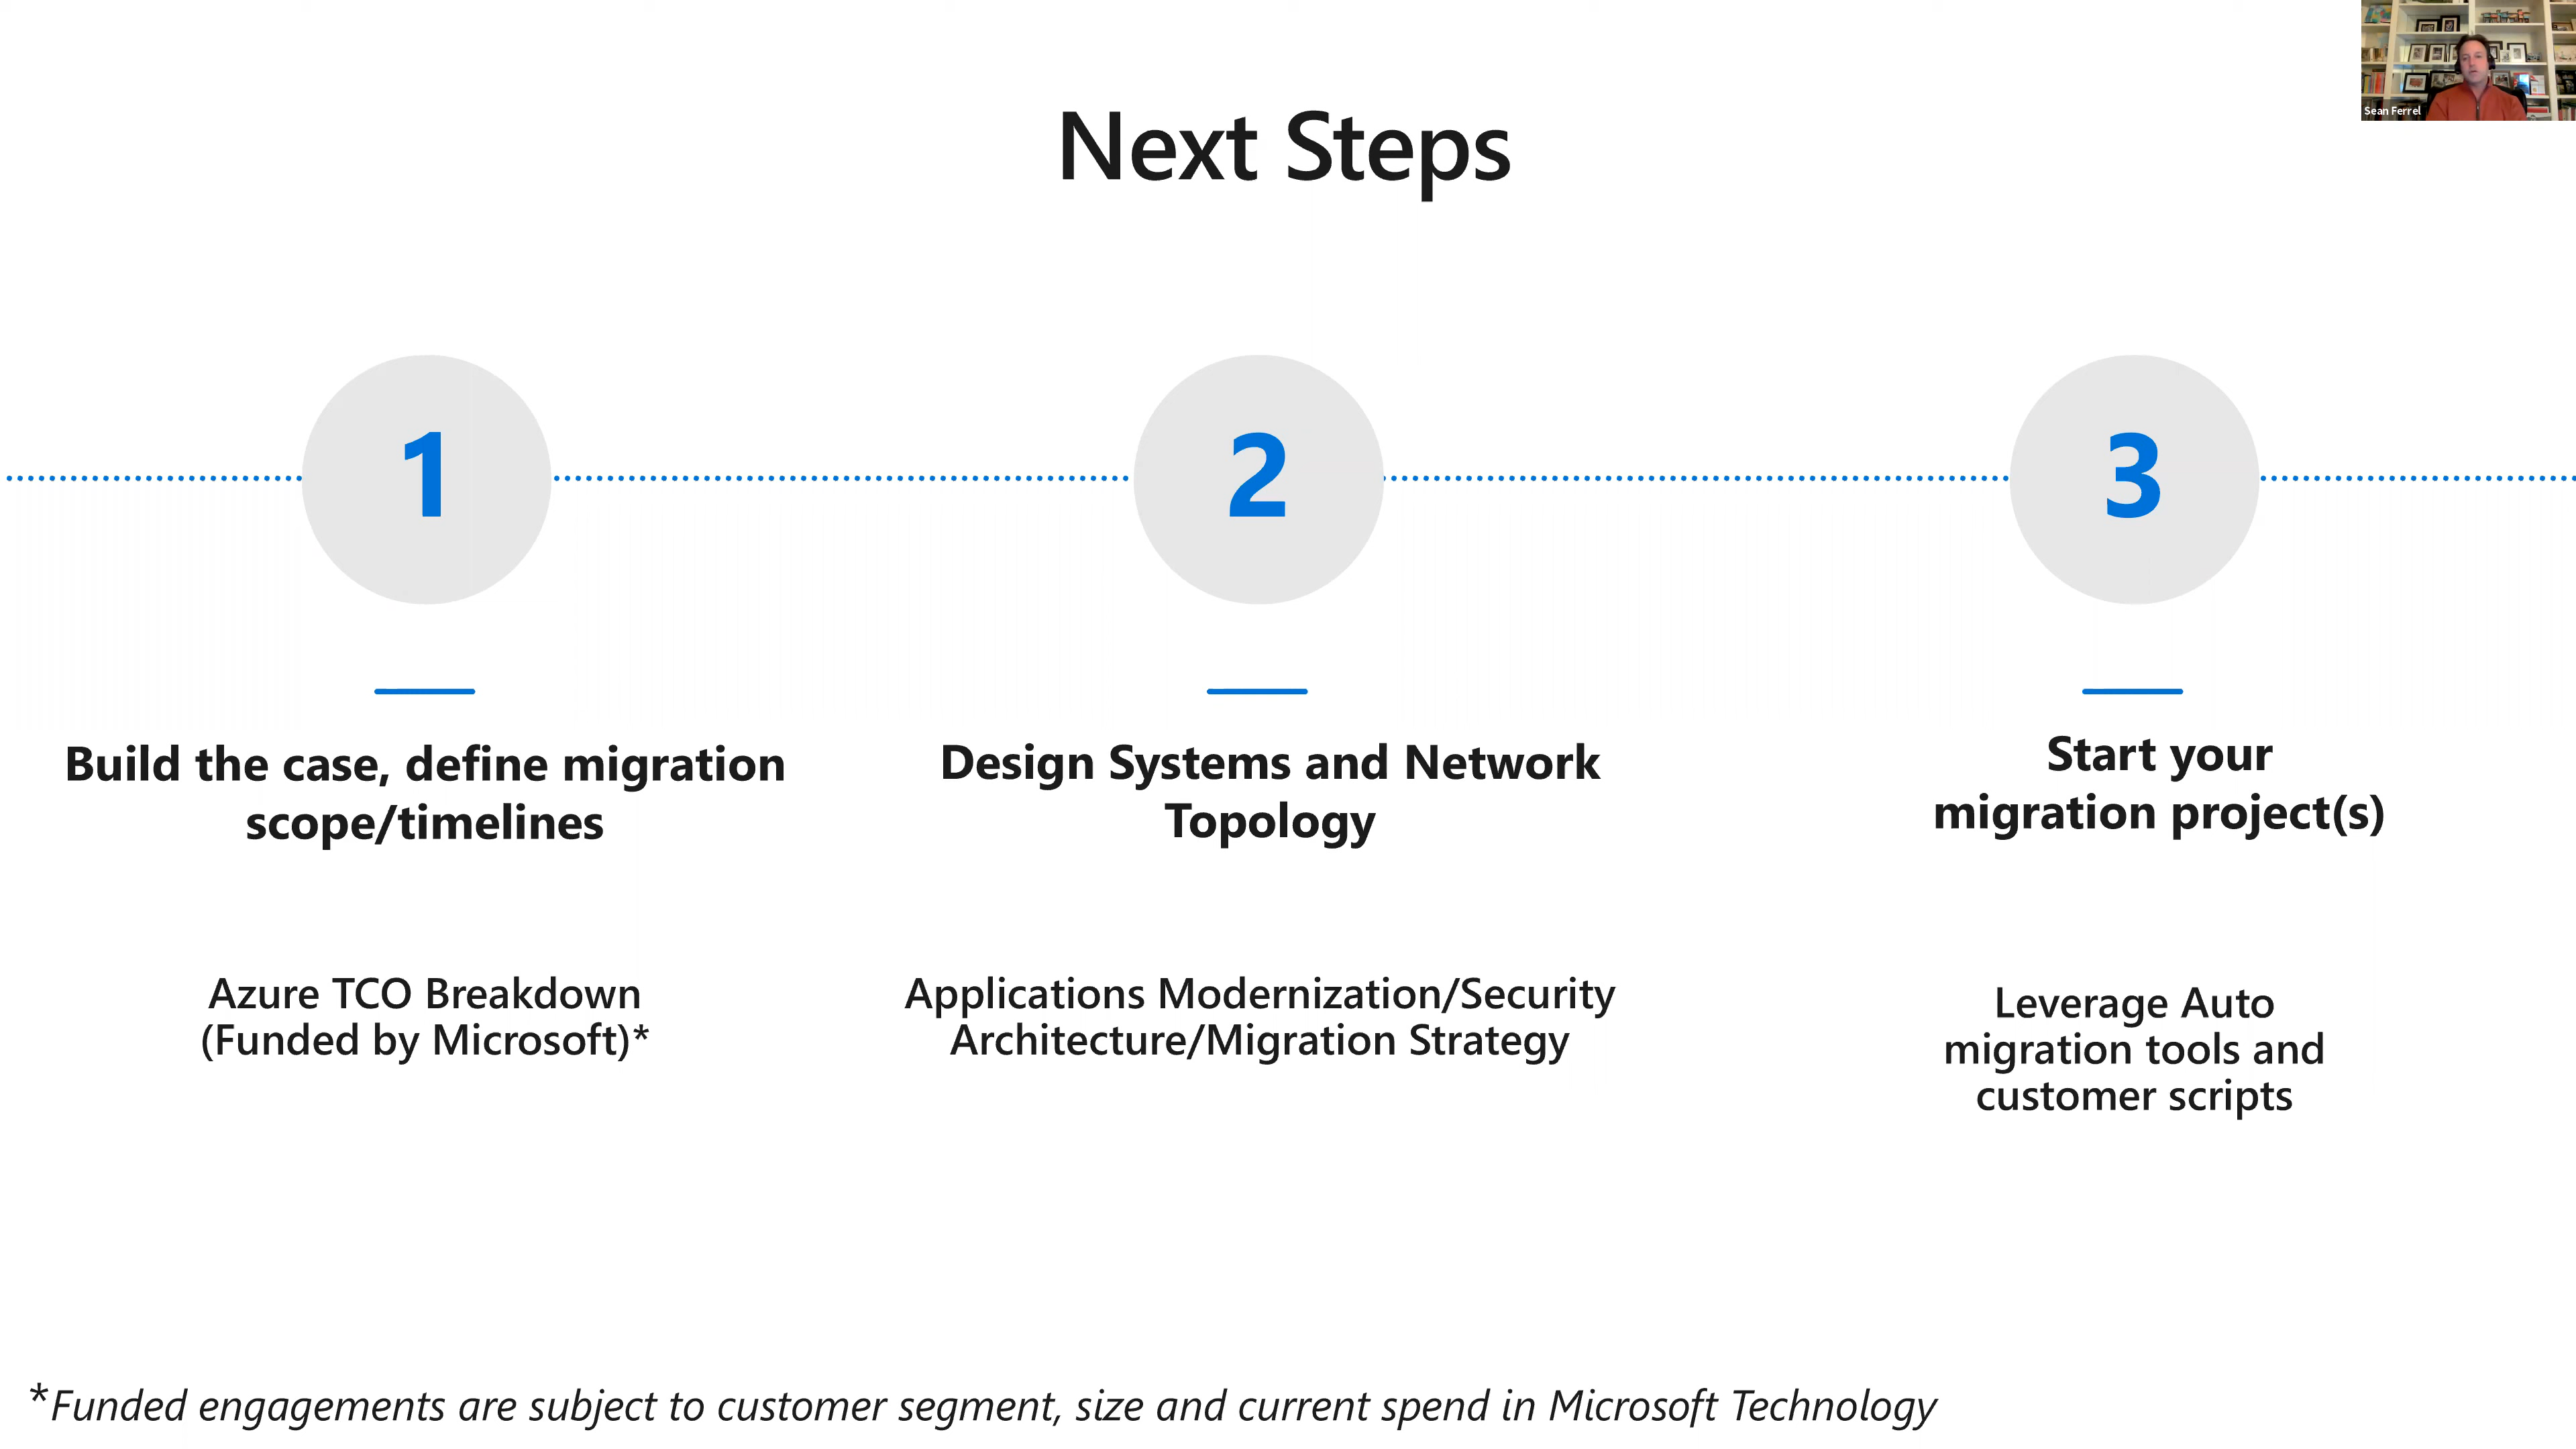 Sean Ferrel
Next Steps
1
2
3
Build the case, define migration
scope/timelines
Design Systems and Network
Topology
Start your
migration project(s)
Azure TCO Breakdown
(Funded by Microsoft)*
Applications Modernization/Security
Architecture/Migration Strategy
Leverage Auto
migration tools and
customer scripts
*Funded engagements are subject to customer segment, size and current spend in Microsoft Technology